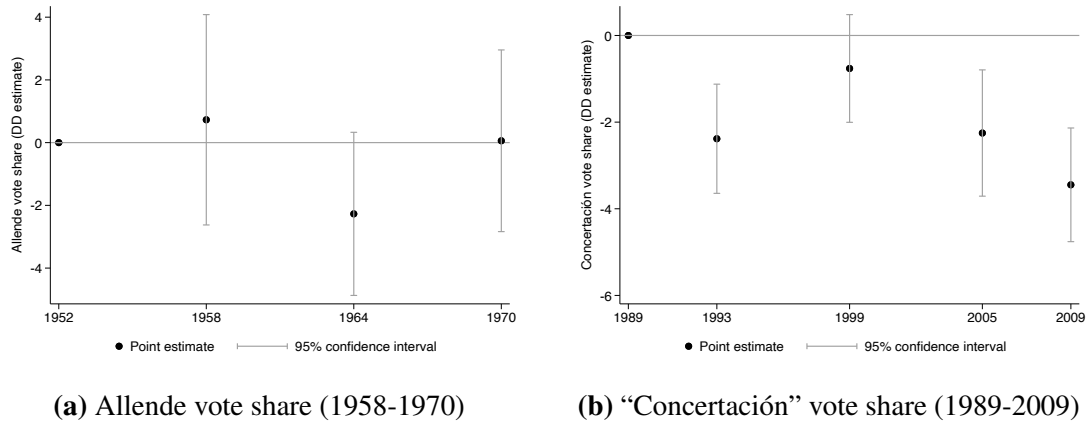 4
2
0
-2
-4
Allende vote share (DD estimate)
1952
1958
1964
1970
Point estimate
95% confidence interval
(a) Allende vote share (1958-1970)
0
-2
-4
-6
Concertación vote share (DD estimate)
1989
1993
1999
2005
2009
Point estimate
95% confidence interval
(b) “Concertación” vote share (1989-2009)